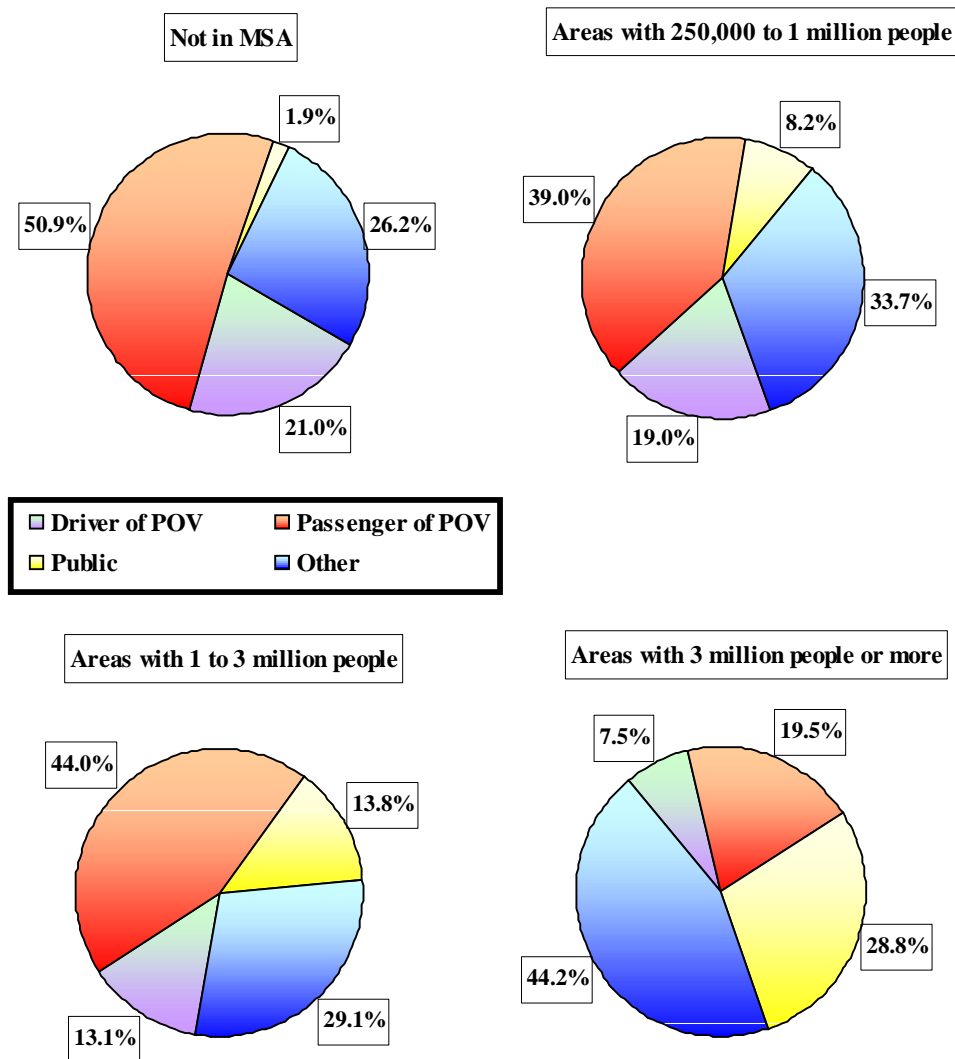 Not in MSA
Areas with 250,000 to 1 million people
1.9%
50.9%
26.2%
21.0%
8.2%
39.0%
33.7%
19.0%
Driver of POV
Passenger of POV
Public
Other
Areas with 1 to 3 million people
Areas with 3 million people or more
44.0%
13.8%
13.1%
29.1%
7.5%
19.5%
44.2%
28.8%